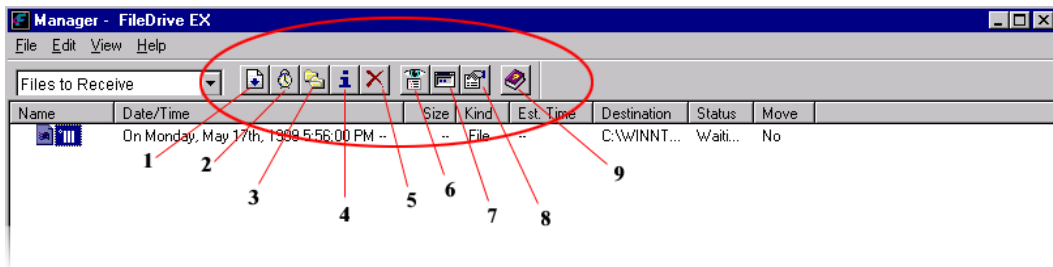 Manager - FileDrive EX
File Edit View Help
Files to Receive
Name Date/Time Size Kind Est. Time Destination Status Move
On Monday, May 17th, 1999 5:56:00 PM -- -- File -- C:\WINNT... Waiti... No
1 2 3 4 5 6 7 8 9